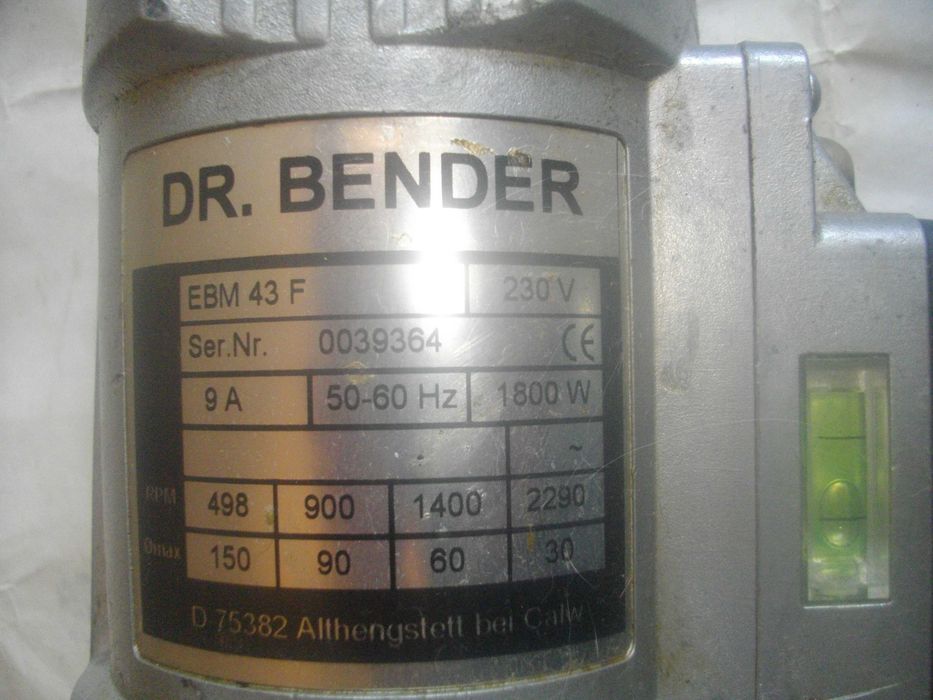 DR. BENDER
EBM 43 F 230 V
Ser.Nr. 0039364 CE
9 A 50-60 Hz 1800 W
~
RPM 498 900 1400 2290
Ømax 150 90 60 30
D 75382 Althengstett bei Calw